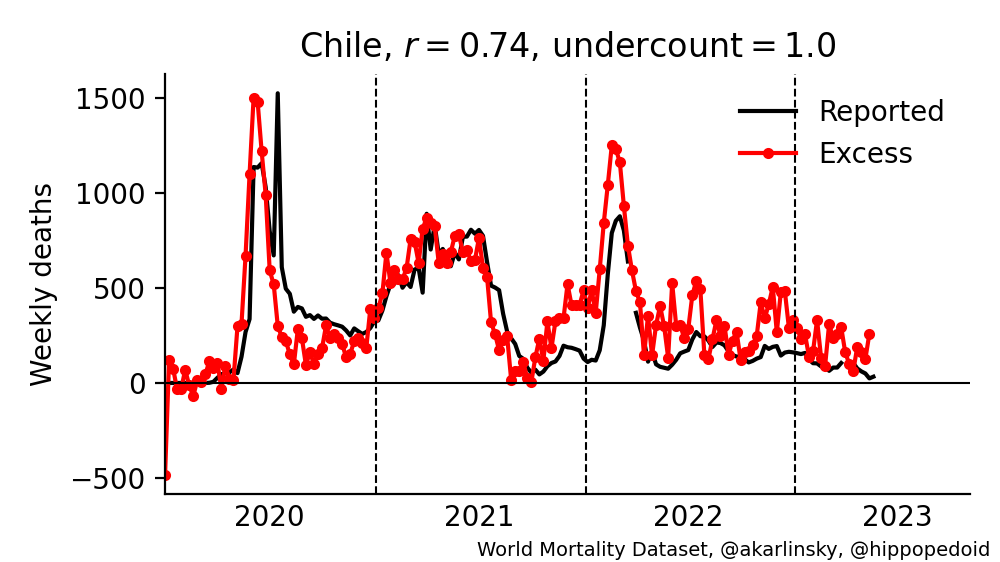 Chile, r = 0.74, undercount = 1.0
Weekly deaths
1500
1000
500
0
−500
Reported
Excess
2020 2021 2022 2023
World Mortality Dataset, @akarlinsky, @hippopedoid